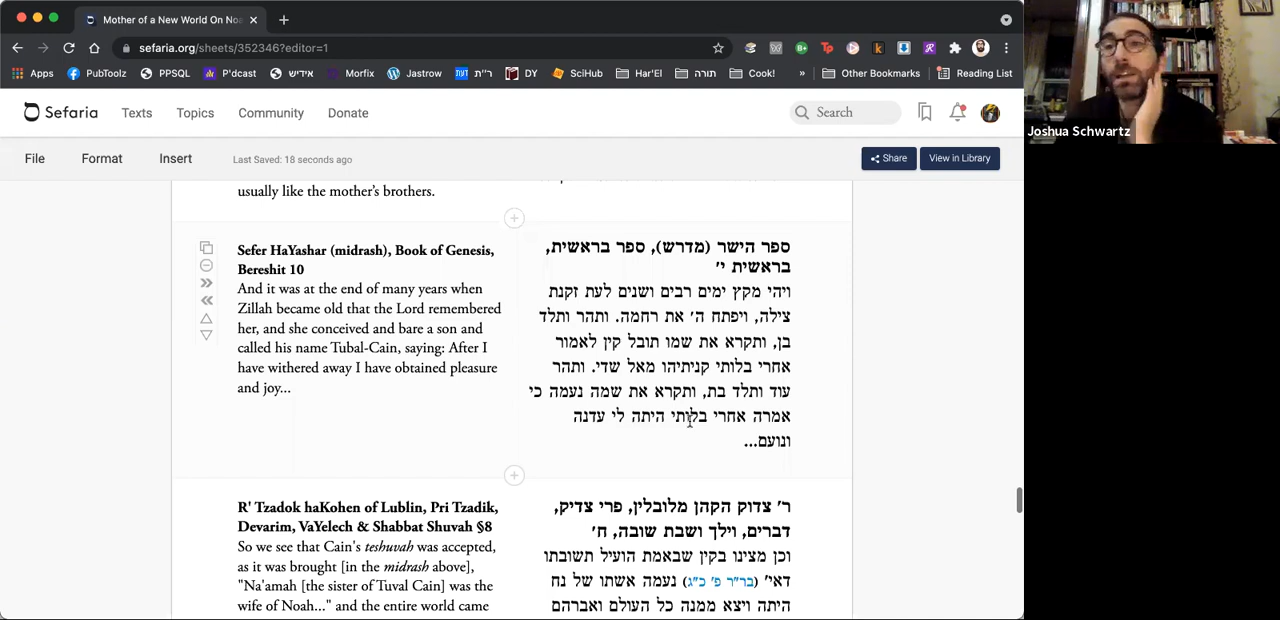 Mother of a New World On Noa
sefaria.org/sheets/352346?editor=1
Apps PubToolz PPSQL P'dcast SciHub אידיש Morfix Jastrow ר״ת DY SciHub Har'El תורה Cook! » Other Bookmarks Reading List
Sefaria Texts Topics Community Donate Search
File Format Insert Last Saved: 18 seconds ago Share View in Library
Joshua Schwartz
usually like the mother's brothers.
Sefer HaYashar (midrash), Book of Genesis,
Bereshit 10
And it was at the end of many years when
Zillah became old that the Lord remembered
her, and she conceived and bare a son and
called his name Tubal-Cain, saying: After I
have withered away I have obtained pleasure
and joy...
ספר הישר (מדרש), ספר בראשית,
בראשית י׳
ויהי מקץ ימים רבים ושנים לעת זקנת
צילה, ויפתח ה׳ את רחמה. ותהר ותלד
בן, ותקרא את שמו תובל קין לאמור
אחרי בלותי קניתיהו מאל שדי. ותהר
עוד ותלד בת, ותקרא את שמה נעמה כי
אמרה אחרי בלותי היתה לי עדנה
ונועם...
R' Tzadok haKohen of Lublin, Pri Tzadik,
Devarim, VaYelech & Shabbat Shuvah §8
So we see that Cain's teshuvah was accepted,
as it was brought [in the midrash above],
"Na'amah [the sister of Tuval Cain] was the
wife of Noah..." and the entire world came
ר׳ צדוק הקהן מלובלין, פרי צדיק,
דברים, וילך ושבת שובה, ח׳
וכן מצינו בקין שבאמת הועיל תשובתו
דאי׳ (בר״ר פ׳ כ״ג) נעמה אשתו של נח
היתה ויצא ממנה כל העולם ואברהם